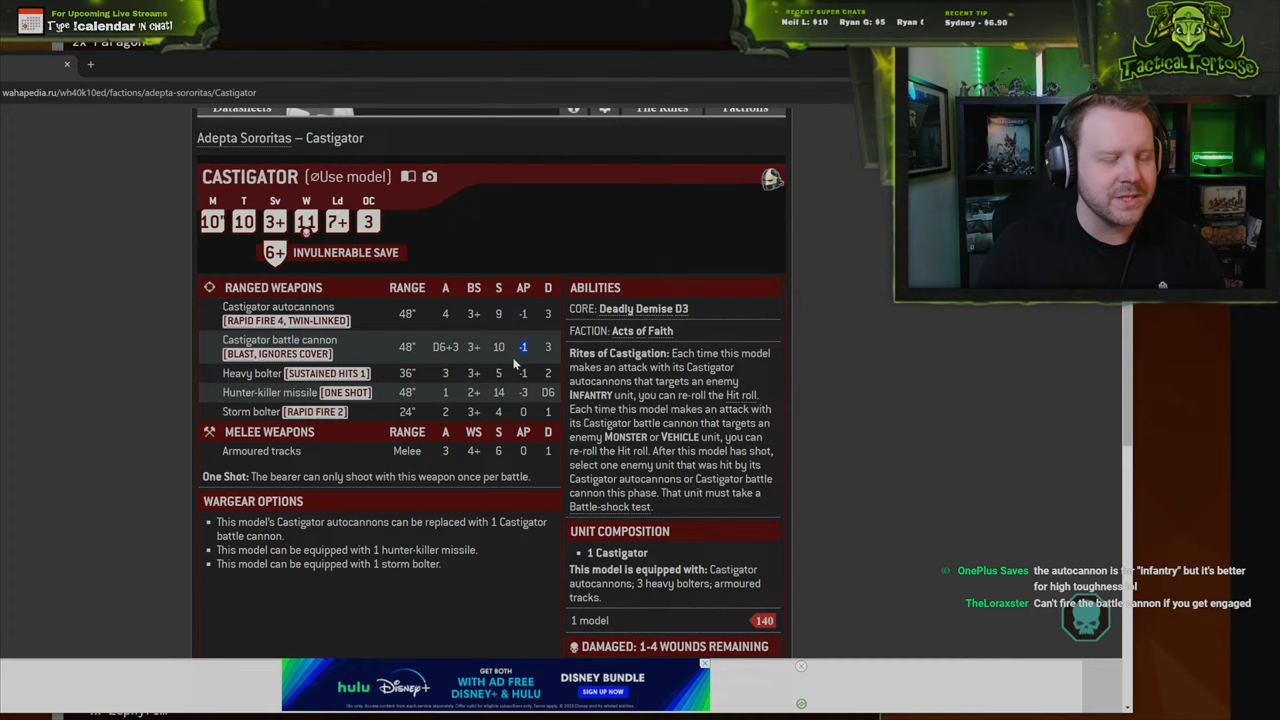 For Upcoming Live Streams
Type !calendar in chat!
RECENT SUPER CHATS
Neil L: $10 Ryan G: $5 Ryan
RECENT TIP
Sydney - $6.90
TacticalTortoise
2x Paragon
wahapedia.ru/wh40k10ed/factions/adepta-sororitas/Castigator
Datasheets
The Rules
Factions
Adepta Sororitas – Castigator
CASTIGATOR (⌀Use model)
M T Sv W Ld OC
10" 10 3+ 11 7+ 3
6+ INVULNERABLE SAVE
RANGED WEAPONS RANGE A BS S AP D
Castigator autocannons
[RAPID FIRE 4, TWIN-LINKED]
48" 4 3+ 9 -1 3
Castigator battle cannon
[BLAST, IGNORES COVER]
48" D6+3 3+ 10 -1 3
Heavy bolter [SUSTAINED HITS 1] 36" 3 3+ 5 -1 2
Hunter-killer missile [ONE SHOT] 48" 1 2+ 14 -3 D6
Storm bolter [RAPID FIRE 2] 24" 2 3+ 4 0 1
MELEE WEAPONS RANGE A WS S AP D
Armoured tracks Melee 3 4+ 6 0 1
One Shot: The bearer can only shoot with this weapon once per battle.
WARGEAR OPTIONS
This model's Castigator autocannons can be replaced with 1 Castigator
battle cannon.
This model can be equipped with 1 hunter-killer missile.
This model can be equipped with 1 storm bolter.
ABILITIES
CORE: Deadly Demise D3
FACTION: Acts of Faith
Rites of Castigation: Each time this model
makes an attack with its Castigator
autocannons that targets an enemy
INFANTRY unit, you can re-roll the Hit roll.
Each time this model makes an attack with
its Castigator battle cannon that targets an
enemy MONSTER or VEHICLE unit, you can
re-roll the Hit roll. After this model has shot,
select one enemy unit that was hit by its
Castigator autocannons or Castigator battle
cannon this phase. That unit must take a
Battle-shock test.
UNIT COMPOSITION
1 Castigator
This model is equipped with: Castigator
autocannons; 3 heavy bolters; armoured
tracks.
1 model 140
DAMAGED: 1-4 WOUNDS REMAINING
OnePlus Saves the autocannon is for "infantry" but it's better
for high toughness lol
TheLoraxster Can't fire the battle cannon if you get engaged
hulu Disney+
GET BOTH
WITH AD FREE
DISNEY+ & HULU
DISNEY BUNDLE
SIGN UP NOW